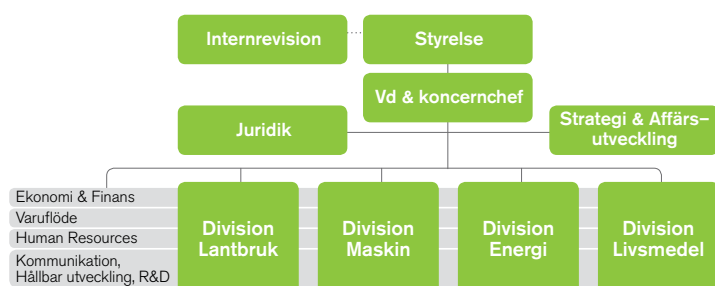 Internrevision
Styrelse
Vd & koncernchef
Juridik
Strategi & Affärs–
utveckling
Ekonomi & Finans
Varuflöde
Human Resources
Kommunikation,
Hållbar utveckling, R&D
Division
Lantbruk
Division
Maskin
Division
Energi
Division
Livsmedel